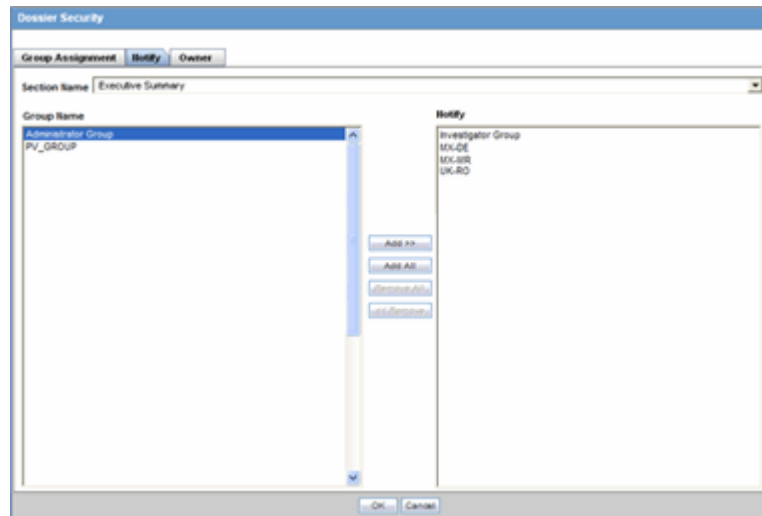 Dossier Security
Group Assignment Notify Owner
Section Name Executive Summary
Group Name
Notify
Administrator Group
PV_GROUP
Investigator Group
MX-DE
MX-MR
UK-RO
Add >>
Add All
Remove All
<< Remove
OK Cancel